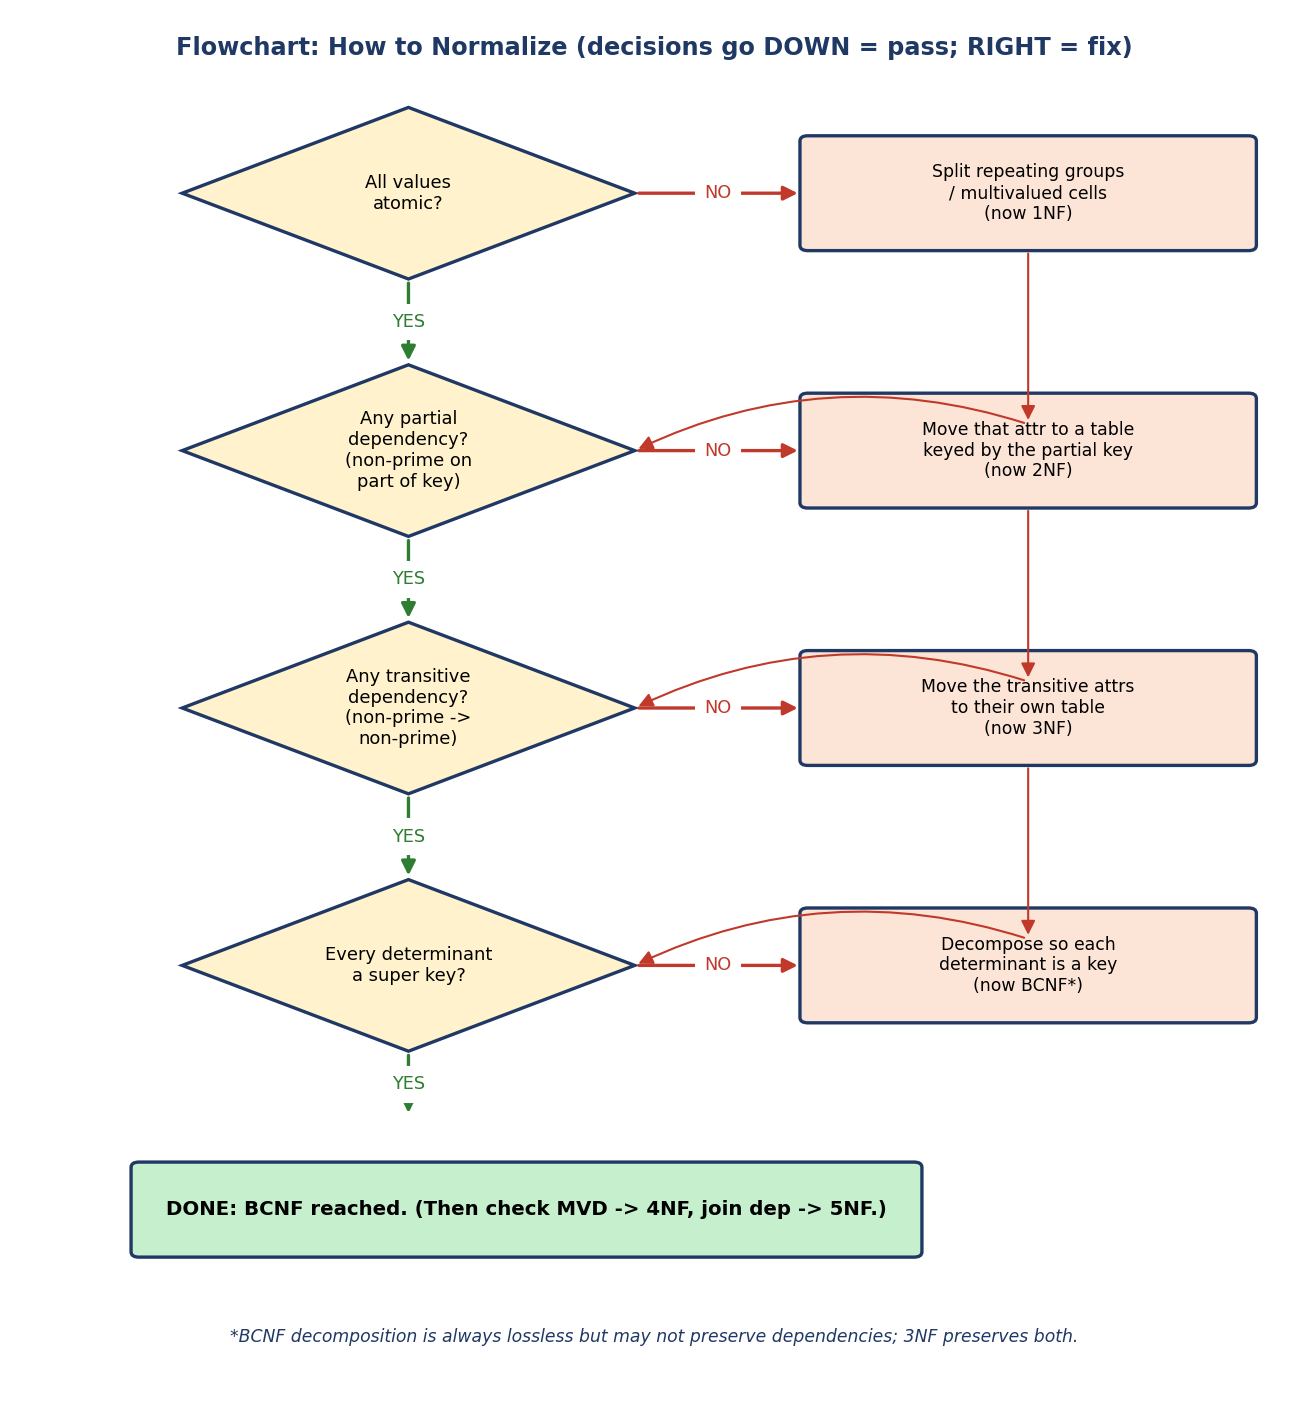 Flowchart: How to Normalize (decisions go DOWN = pass; RIGHT = fix)
All values
atomic?
NO
Split repeating groups
/ multivalued cells
(now 1NF)
YES
Any partial
dependency?
(non-prime on
part of key)
NO
Move that attr to a table
keyed by the partial key
(now 2NF)
YES
Any transitive
dependency?
(non-prime ->
non-prime)
NO
Move the transitive attrs
to their own table
(now 3NF)
YES
Every determinant
a super key?
NO
Decompose so each
determinant is a key
(now BCNF*)
YES
DONE: BCNF reached. (Then check MVD -> 4NF, join dep -> 5NF.)
*BCNF decomposition is always lossless but may not preserve dependencies; 3NF preserves both.